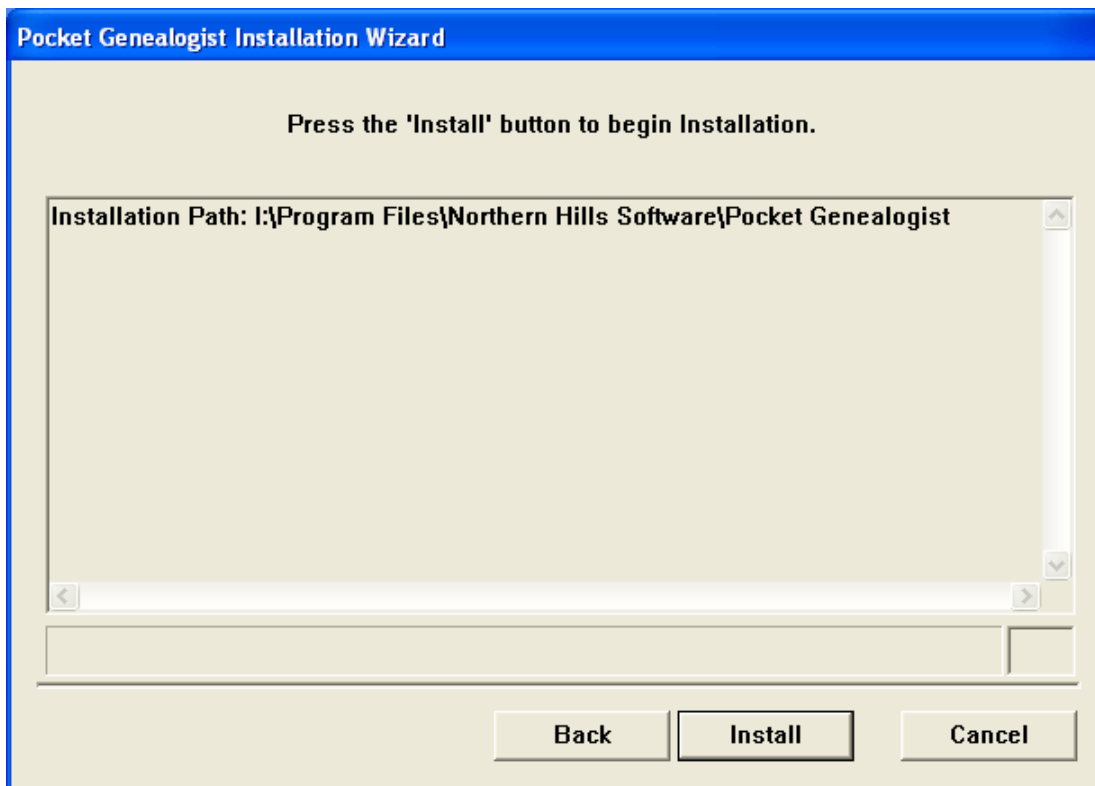 Pocket Genealogist Installation Wizard
Press the 'Install' button to begin Installation.
Installation Path: I:\Program Files\Northern Hills Software\Pocket Genealogist
Back Install Cancel